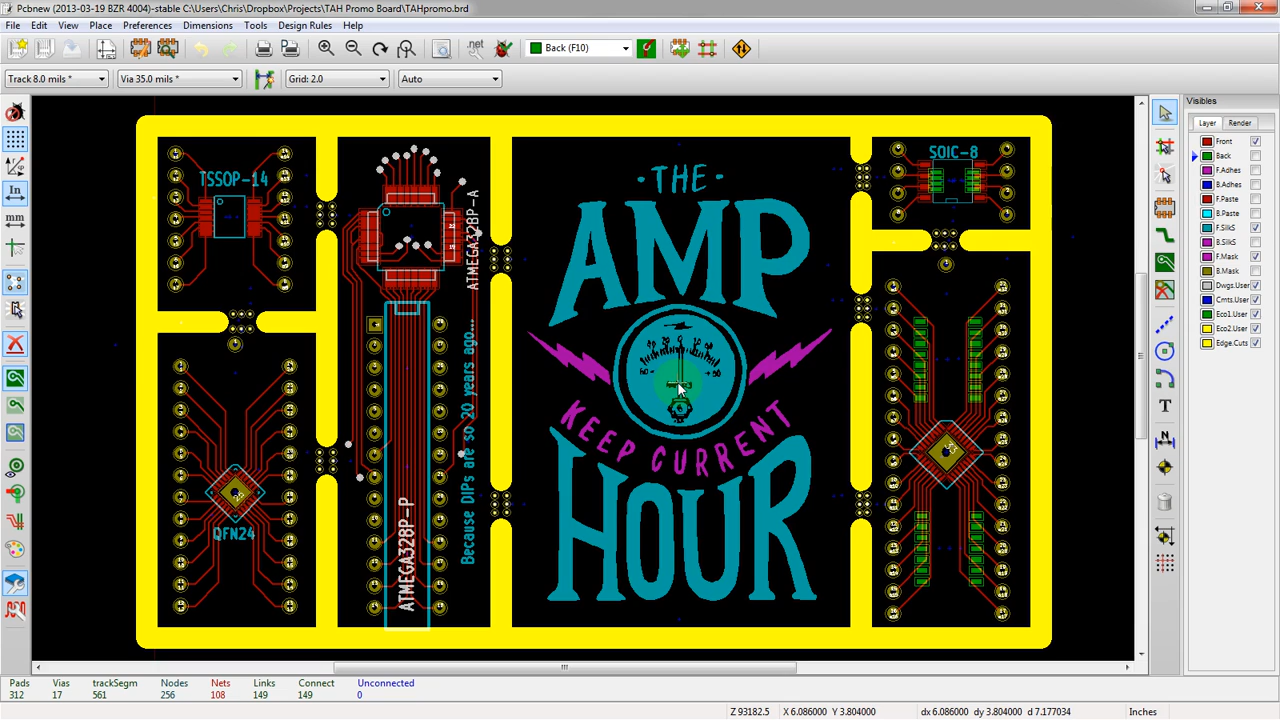 Pcbnew (2013-03-19 BZR 4004)-stable C:\Users\Chris\Dropbox\Projects\TAH Promo Board\TAHpromo.brd
File Edit View Place Preferences Dimensions Tools Post Design Rules Help
.net
Back (F10)
Track 8.0 mils *
Via 35.0 mils *
Grid: 2.0
Auto
In
mm
Visibles
Layer Render
Front
Back
F.Adhes
B.Adhes
F.Paste
B.Paste
F.SilkS
B.SilkS
F.Mask
B.Mask
Dwgs.User
Cmts.User
Eco1.User
Eco2.User
Edge.Cuts
T
N
TSSOP-14
QFN24
ATMEGA328P-A
ATMEGA328P-P
Because DIPs are so 20 years ago...
·THE·
AMP
KEEP CURRENT
HOUR
SOIC-8
Pads Vias trackSegm Nodes Nets Links Connect Unconnected
312 17 561 256 108 149 149 0
Z 93182.5 X 6.086000 Y 3.804000 dx 6.086000 dy 3.804000 d 7.177034 Inches